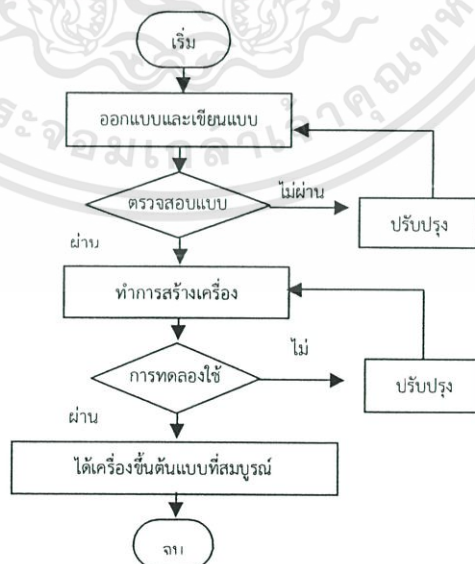 เริ่ม
ออกแบบและเขียนแบบ
ตรวจสอบแบบ
ไม่ผ่าน
ปรับปรุง
ผ่าน
ทำการสร้างเครื่อง
การทดลองใช้
ไม่
ปรับปรุง
ผ่าน
ได้เครื่องขึ้นต้นแบบที่สมบูรณ์
จบ